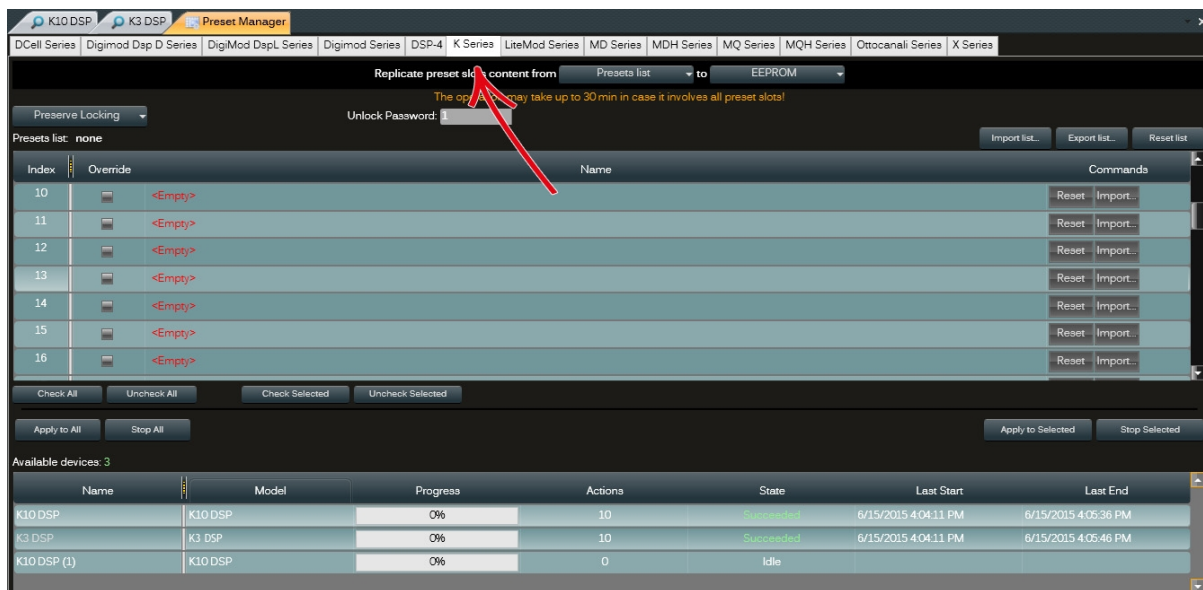 K10 DSP K3 DSP Preset Manager
DCell Series Digimod Dsp D Series DigiMod DspL Series Digimod Series DSP-4 K Series LiteMod Series MD Series MDH Series MQ Series MQH Series Ottocanali Series X Series
Replicate preset slots content from Presets list to EEPROM
The operation may take up to 30 min in case it involves all preset slots!
Preserve Locking Unlock Password: 1
Presets list: none Import list... Export list... Reset list
Index Override Name Commands
10 <Empty> Reset Import...
11 <Empty> Reset Import...
12 <Empty> Reset Import...
13 <Empty> Reset Import...
14 <Empty> Reset Import...
15 <Empty> Reset Import...
16 <Empty> Reset Import...
Check All Uncheck All Check Selected Uncheck Selected
Apply to All Stop All Apply to Selected Stop Selected
Available devices: 3
Name Model Progress Actions State Last Start Last End
K10 DSP K10 DSP 0% 10 Succeeded 6/15/2015 4:04:11 PM 6/15/2015 4:05:36 PM
K3 DSP K3 DSP 0% 10 Succeeded 6/15/2015 4:04:11 PM 6/15/2015 4:05:46 PM
K10 DSP (1) K10 DSP 0% 0 Idle